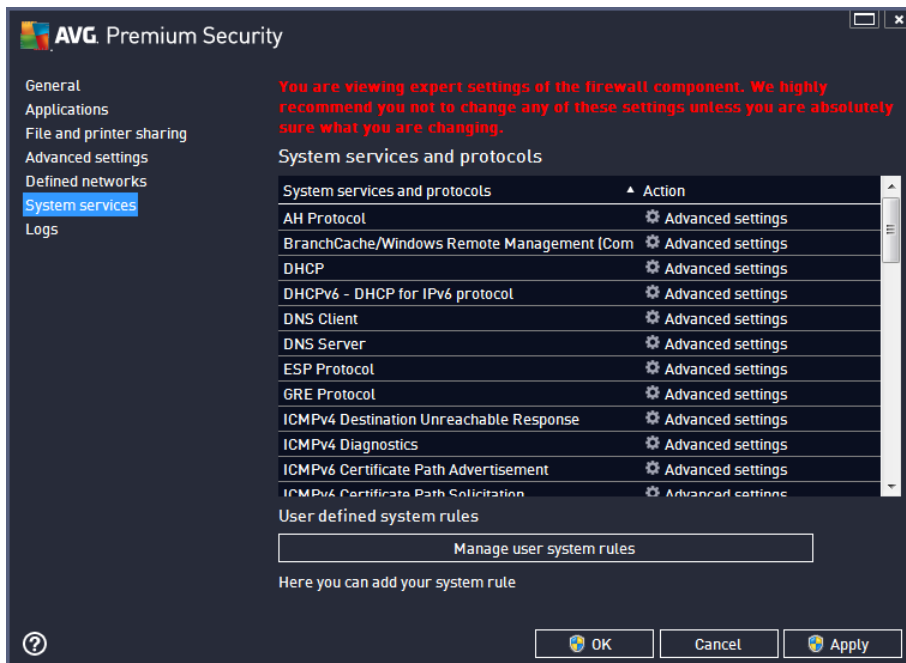 AVG. Premium Security
General
Applications
File and printer sharing
Advanced settings
Defined networks
System services
Logs
You are viewing expert settings of the firewall component. We highly
recommend you not to change any of these settings unless you are absolutely
sure what you are changing.
System services and protocols
System services and protocols Action
AH Protocol Advanced settings
BranchCache/Windows Remote Management (Com Advanced settings
DHCP Advanced settings
DHCPv6 - DHCP for IPv6 protocol Advanced settings
DNS Client Advanced settings
DNS Server Advanced settings
ESP Protocol Advanced settings
GRE Protocol Advanced settings
ICMPv4 Destination Unreachable Response Advanced settings
ICMPv4 Diagnostics Advanced settings
ICMPv6 Certificate Path Advertisement Advanced settings
ICMPv6 Certificate Path Solicitation Advanced settings
User defined system rules
Manage user system rules
Here you can add your system rule
OK Cancel Apply